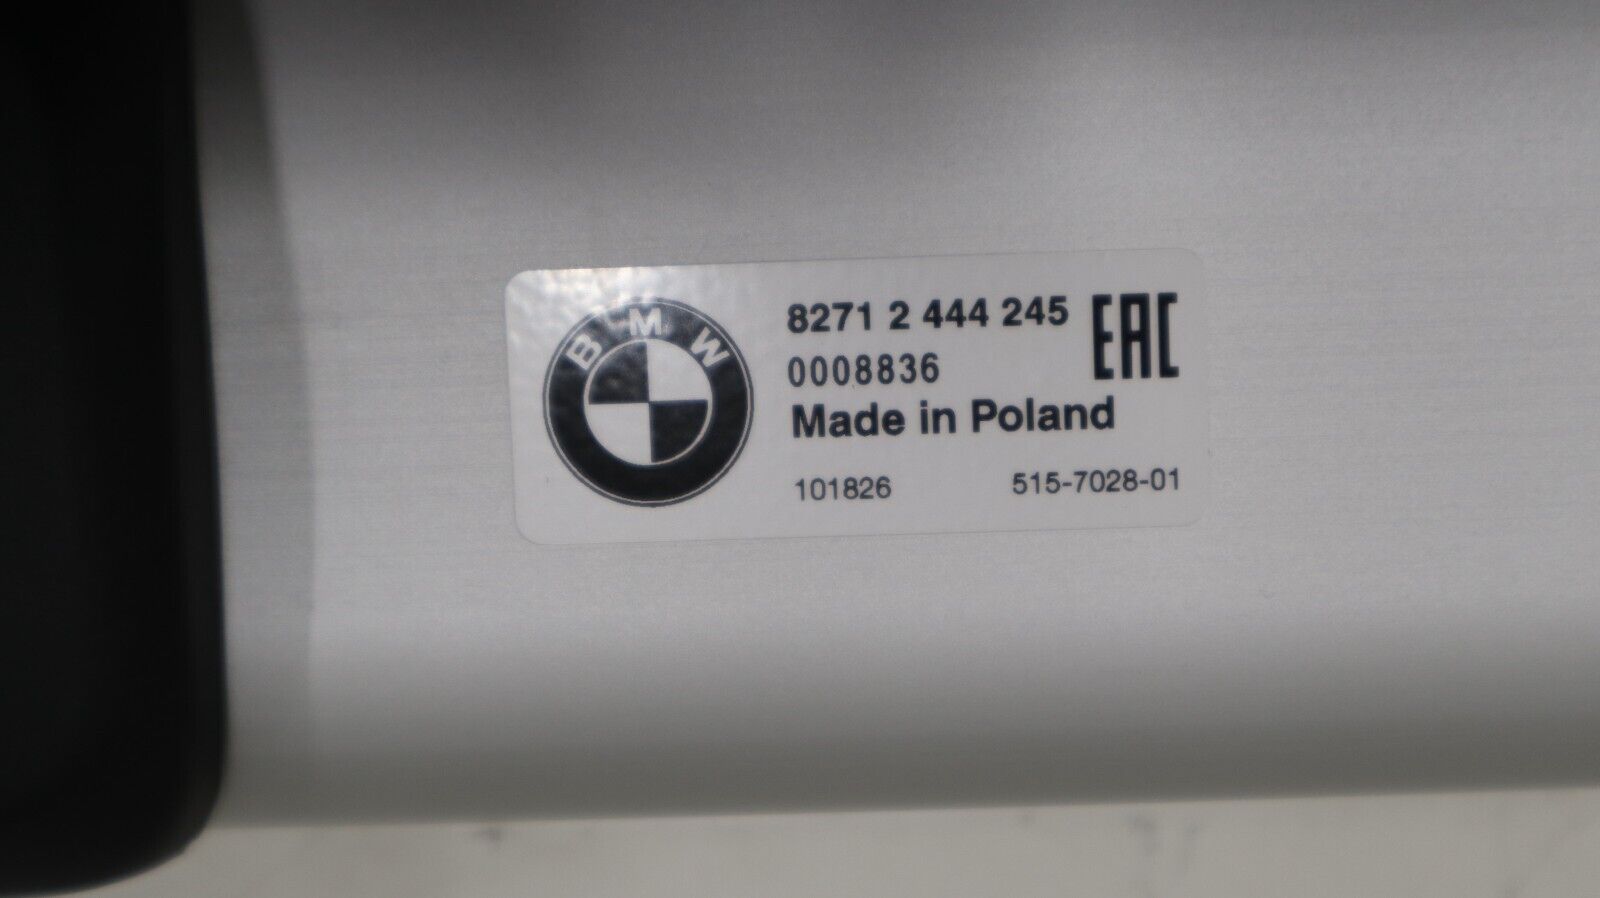 BMW
8271 2 444 245
EAC
0008836
Made in Poland
101826 515-7028-01